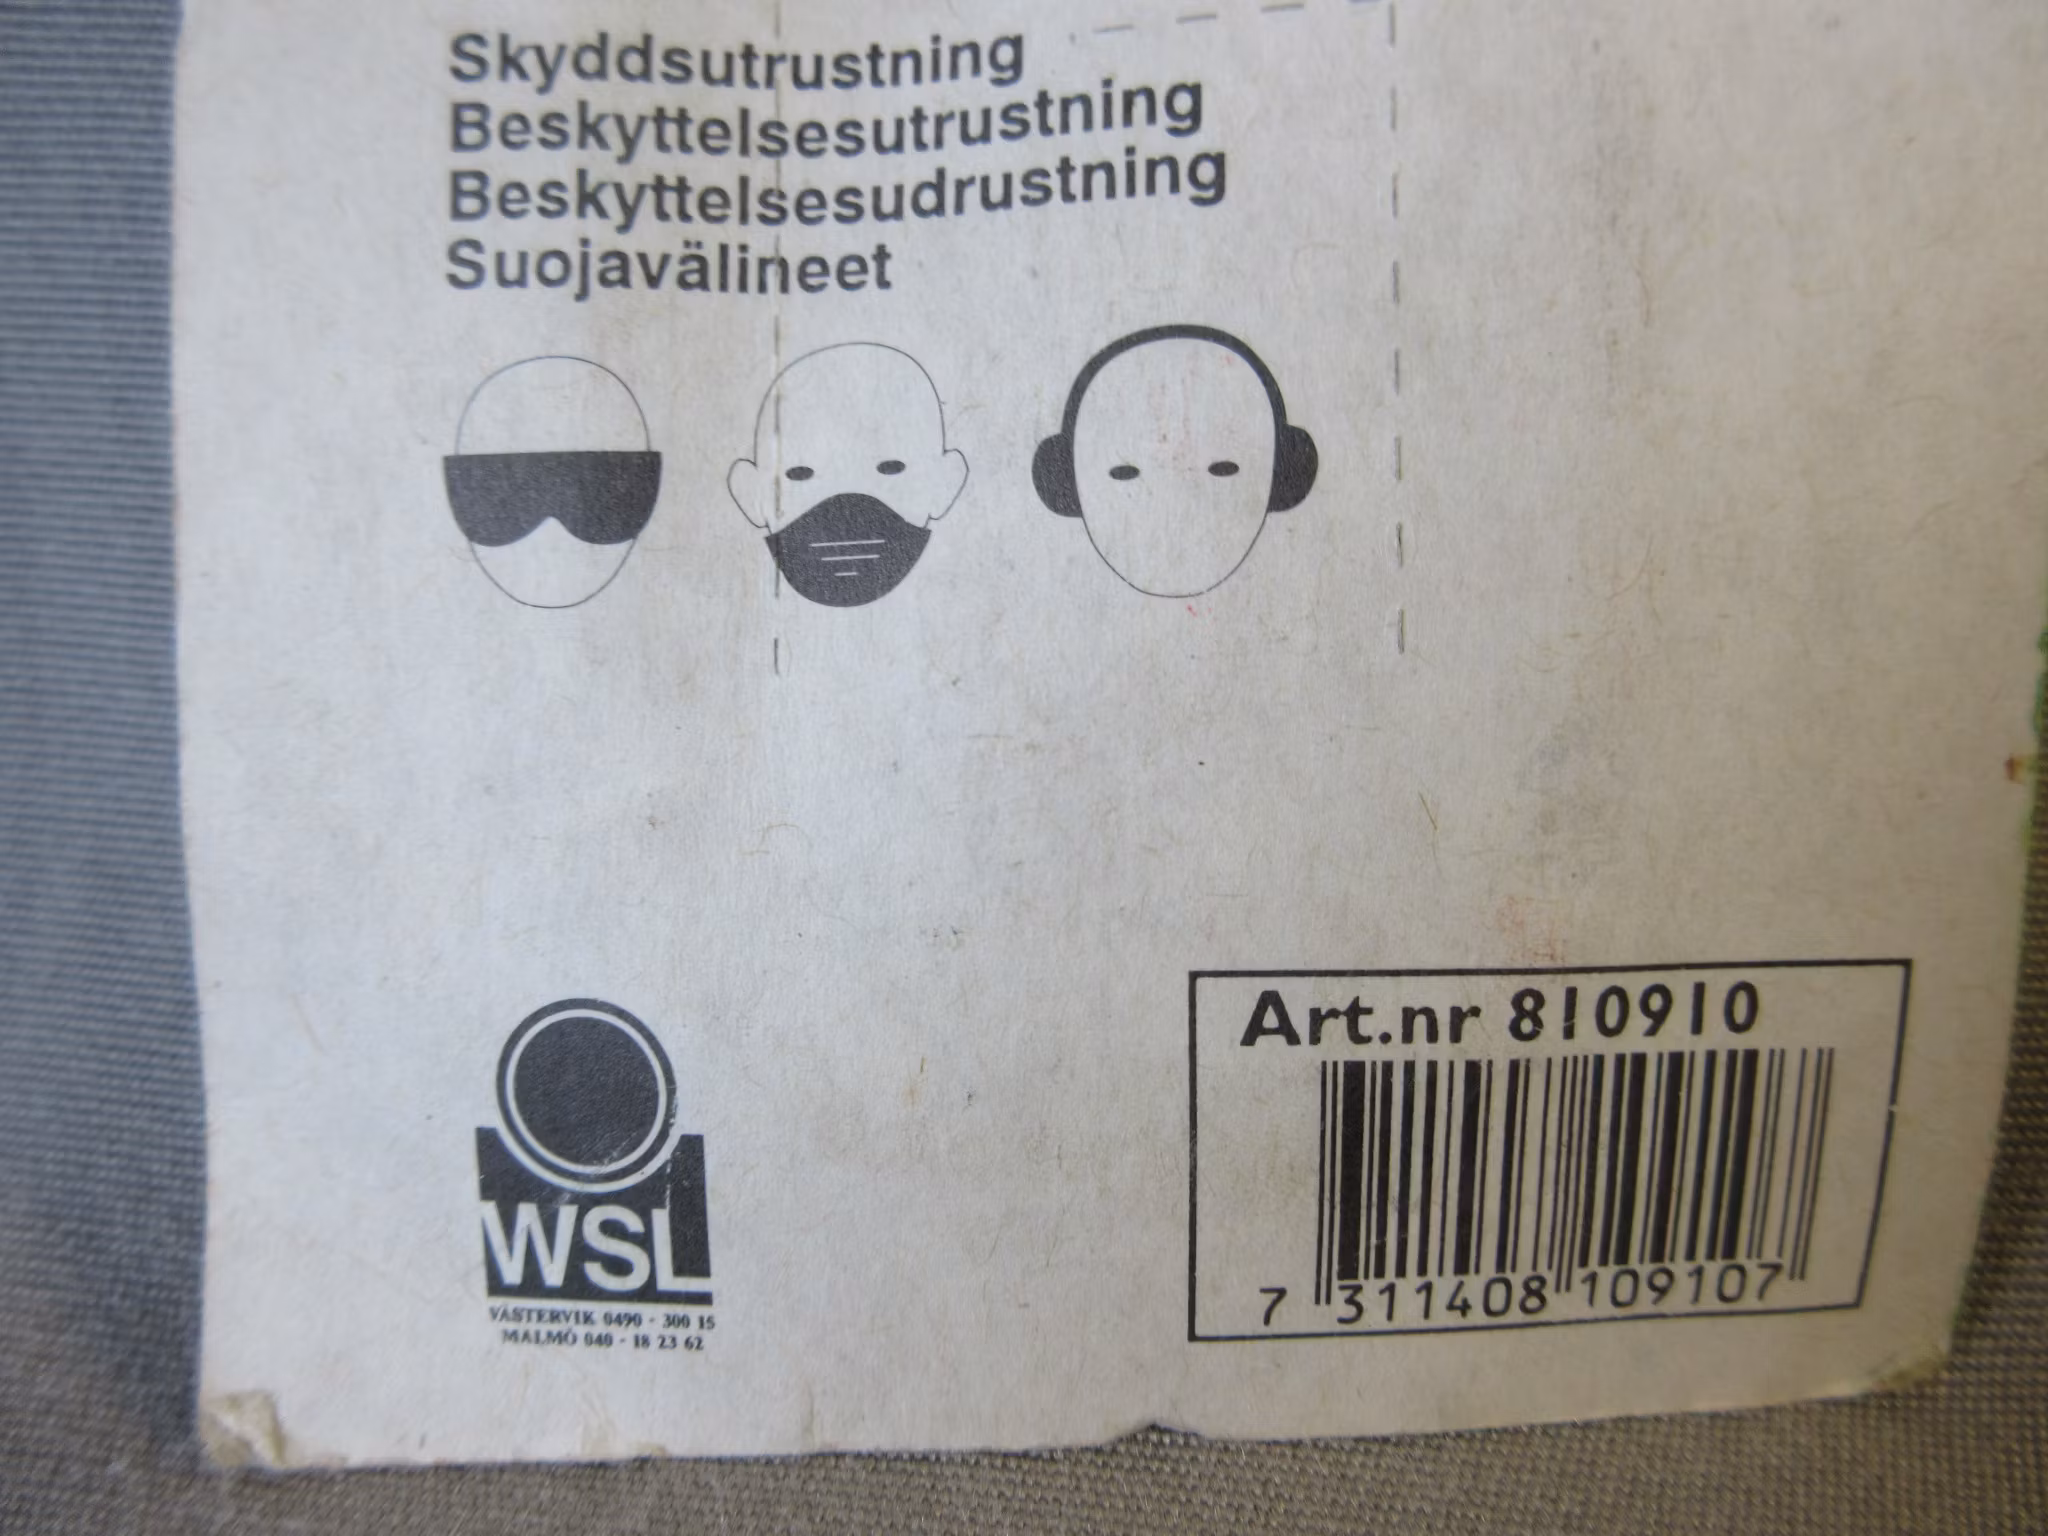 Skyddsutrustning
Beskyttelsesutrustning
Beskyttelsesudrustning
Suojavälineet
WSL
VÄSTERVIK 0490 - 300 15
MALMÖ 040 - 18 23 62
Art.nr 810910
7 311408 109107